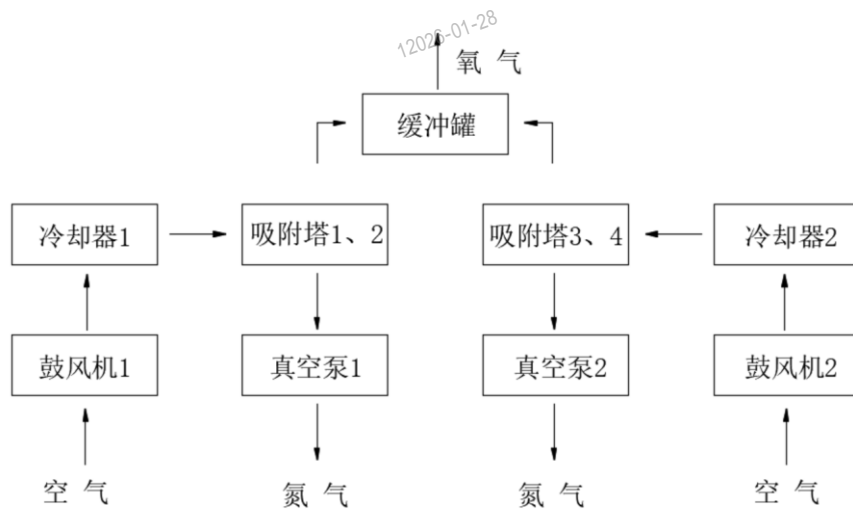 12026-01-28
氧 气
缓冲罐
冷却器1 吸附塔1、2 吸附塔3、4 冷却器2
鼓风机1 真空泵1 真空泵2 鼓风机2
空 气 氮 气 氮 气 空 气